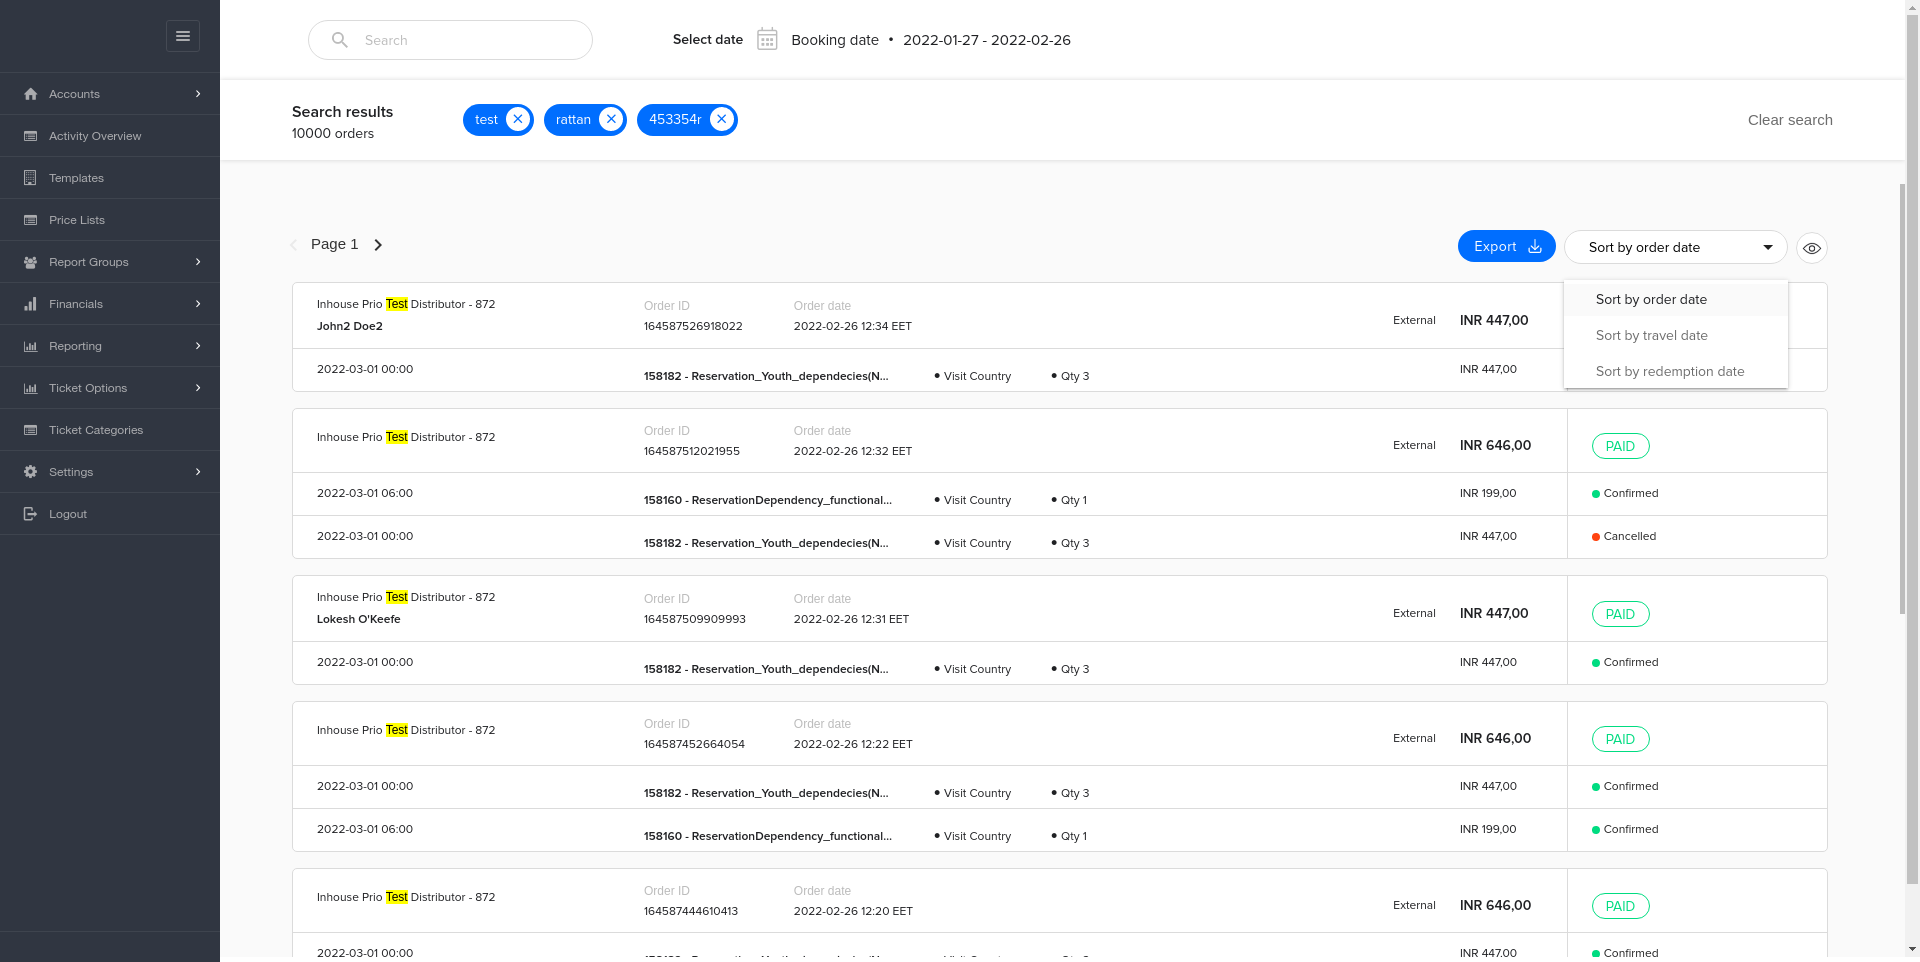 Accounts
Activity Overview
Templates
Price Lists
Report Groups
Financials
Reporting
Ticket Options
Ticket Categories
Settings
Logout
Search
Select date
Booking date • 2022-01-27 - 2022-02-26
Search results
10000 orders
test
rattan
453354r
Clear search
Page 1
Export
Sort by order date
Sort by order date
Sort by travel date
Sort by redemption date
Inhouse Prio Test Distributor - 872
John2 Doe2
Order ID
164587526918022
Order date
2022-02-26 12:34 EET
External
INR 447,00
2022-03-01 00:00
158182 - Reservation_Youth_dependecies(N...
• Visit Country
• Qty 3
INR 447,00
Inhouse Prio Test Distributor - 872
Order ID
164587512021955
Order date
2022-02-26 12:32 EET
External
INR 646,00
PAID
2022-03-01 06:00
158160 - ReservationDependency_functional...
• Visit Country
• Qty 1
INR 199,00
Confirmed
2022-03-01 00:00
158182 - Reservation_Youth_dependecies(N...
• Visit Country
• Qty 3
INR 447,00
Cancelled
Inhouse Prio Test Distributor - 872
Lokesh O'Keefe
Order ID
164587509909993
Order date
2022-02-26 12:31 EET
External
INR 447,00
PAID
2022-03-01 00:00
158182 - Reservation_Youth_dependecies(N...
• Visit Country
• Qty 3
INR 447,00
Confirmed
Inhouse Prio Test Distributor - 872
Order ID
164587452664054
Order date
2022-02-26 12:22 EET
External
INR 646,00
PAID
2022-03-01 00:00
158182 - Reservation_Youth_dependecies(N...
• Visit Country
• Qty 3
INR 447,00
Confirmed
2022-03-01 06:00
158160 - ReservationDependency_functional...
• Visit Country
• Qty 1
INR 199,00
Confirmed
Inhouse Prio Test Distributor - 872
Order ID
164587444610413
Order date
2022-02-26 12:20 EET
External
INR 646,00
PAID
2022-03-01 00:00
INR 447,00
Confirmed